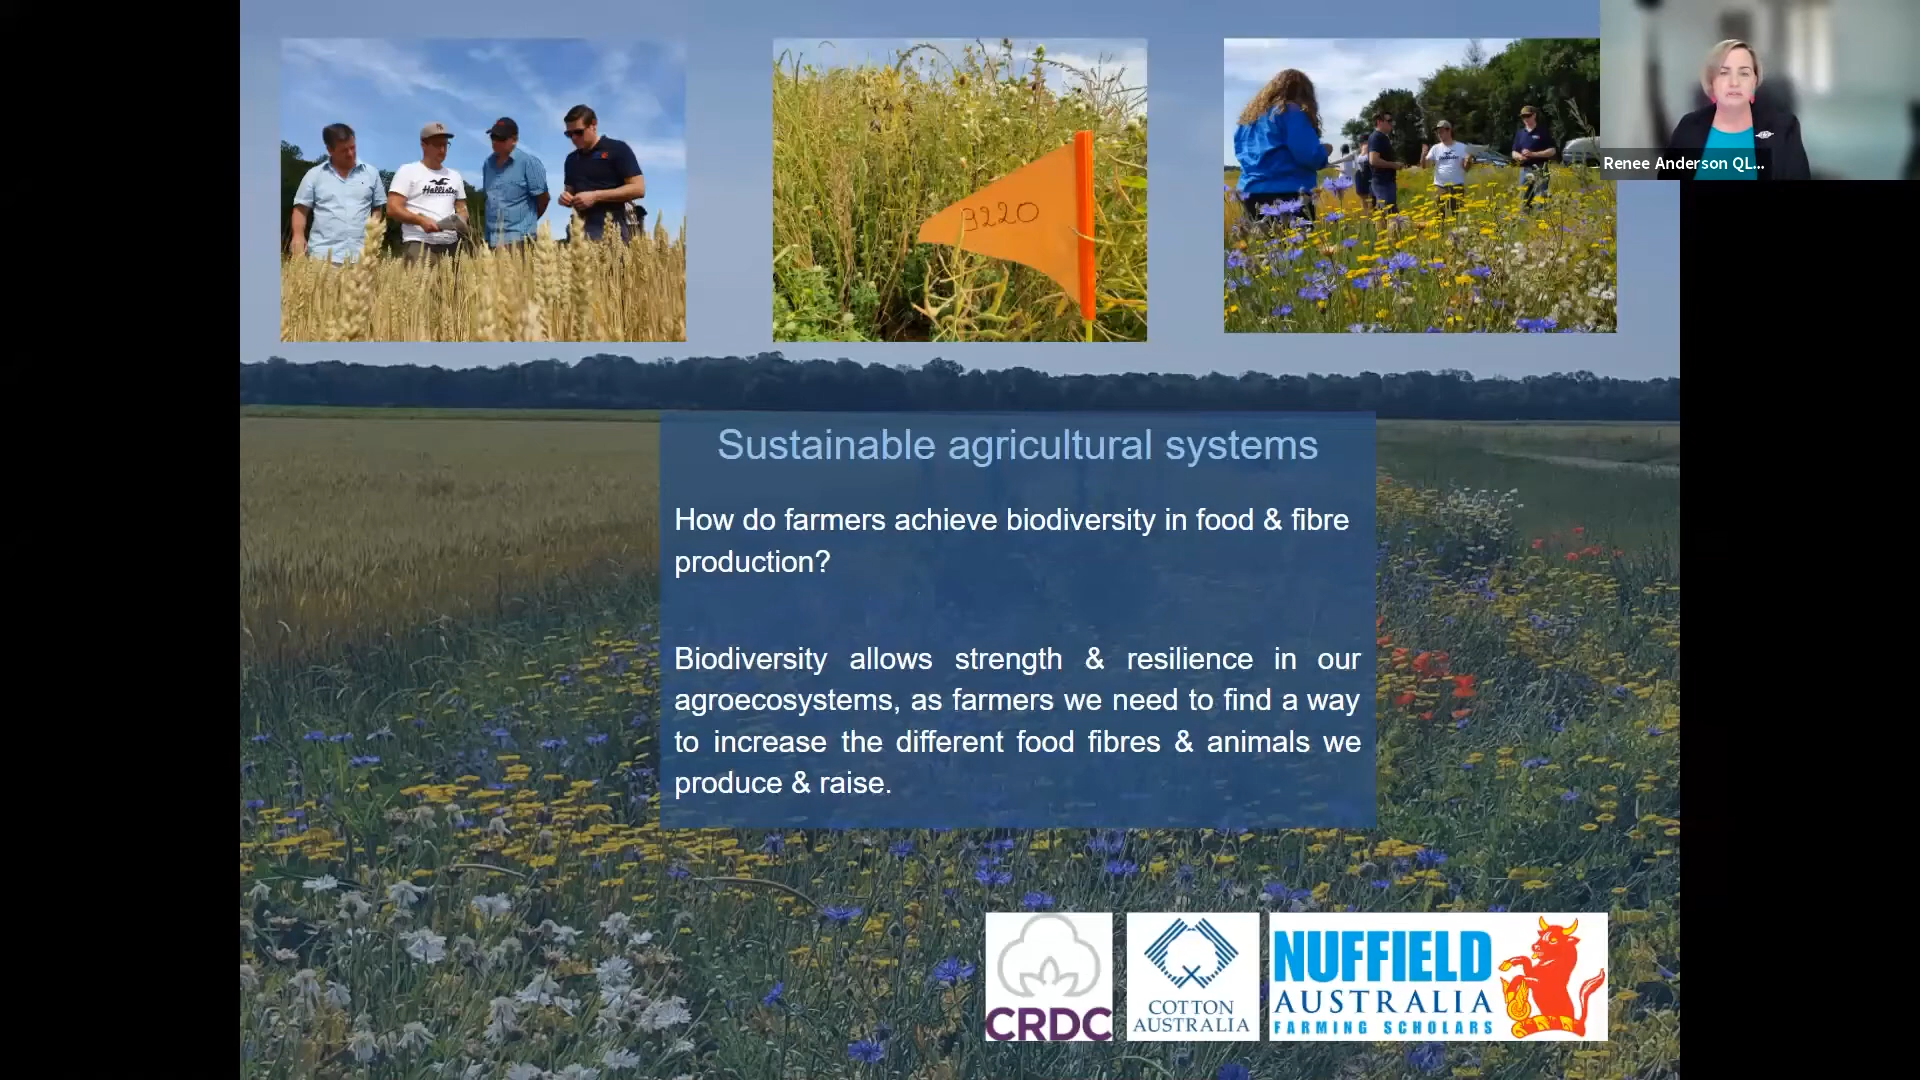 Hollister
3220
Renee Anderson QL...
Sustainable agricultural systems
How do farmers achieve biodiversity in food & fibre
production?
Biodiversity allows strength & resilience in our
agroecosystems, as farmers we need to find a way
to increase the different food fibres & animals we
produce & raise.
CRDC
COTTON
AUSTRALIA
NUFFIELD
AUSTRALIA
FARMING SCHOLARS